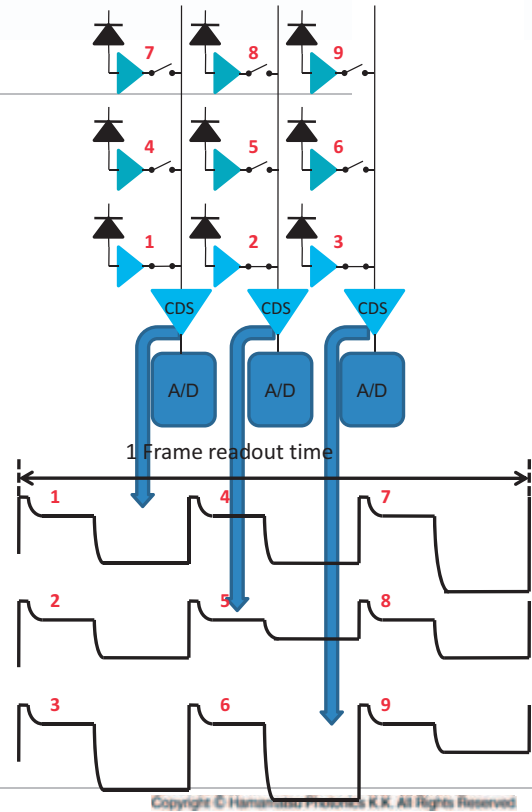 7 8 9
4 5 6
1 2 3
CDS CDS CDS
A/D A/D A/D
1 Frame readout time
1 4 7
2 5 8
3 6 9
Copyright © Hamamatsu Photonics K.K. All Rights Reserved